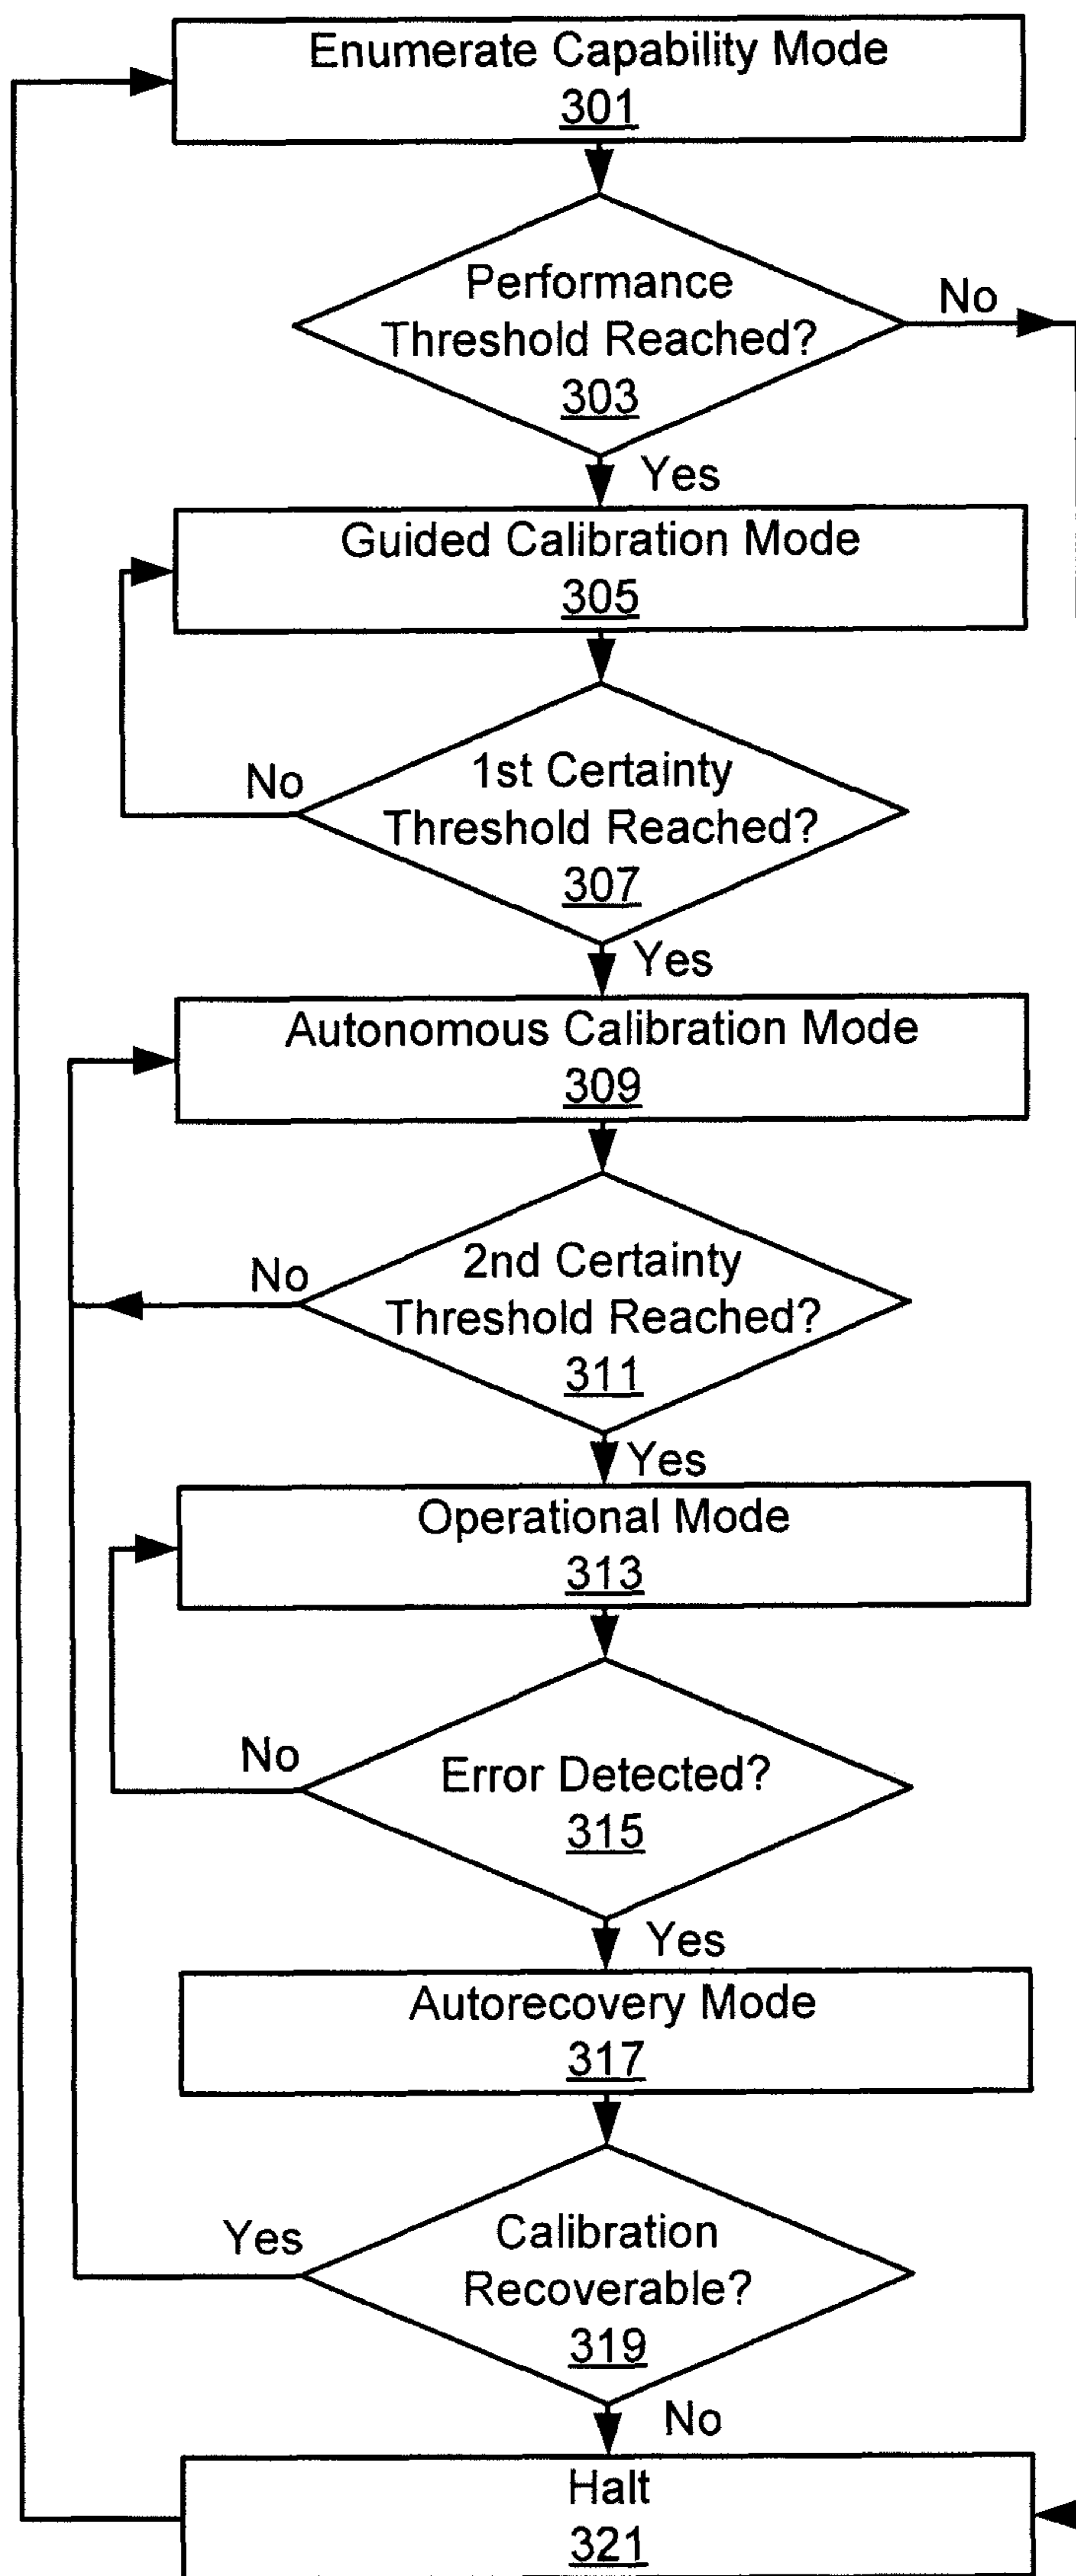 Enumerate Capability Mode
301
Performance
Threshold Reached?
303
No
Yes
Guided Calibration Mode
305
1st Certainty
Threshold Reached?
307
No
Yes
Autonomous Calibration Mode
309
2nd Certainty
Threshold Reached?
311
No
Yes
Operational Mode
313
No
Error Detected?
315
Yes
Autorecovery Mode
317
Yes
Calibration
Recoverable?
319
No
Halt
321